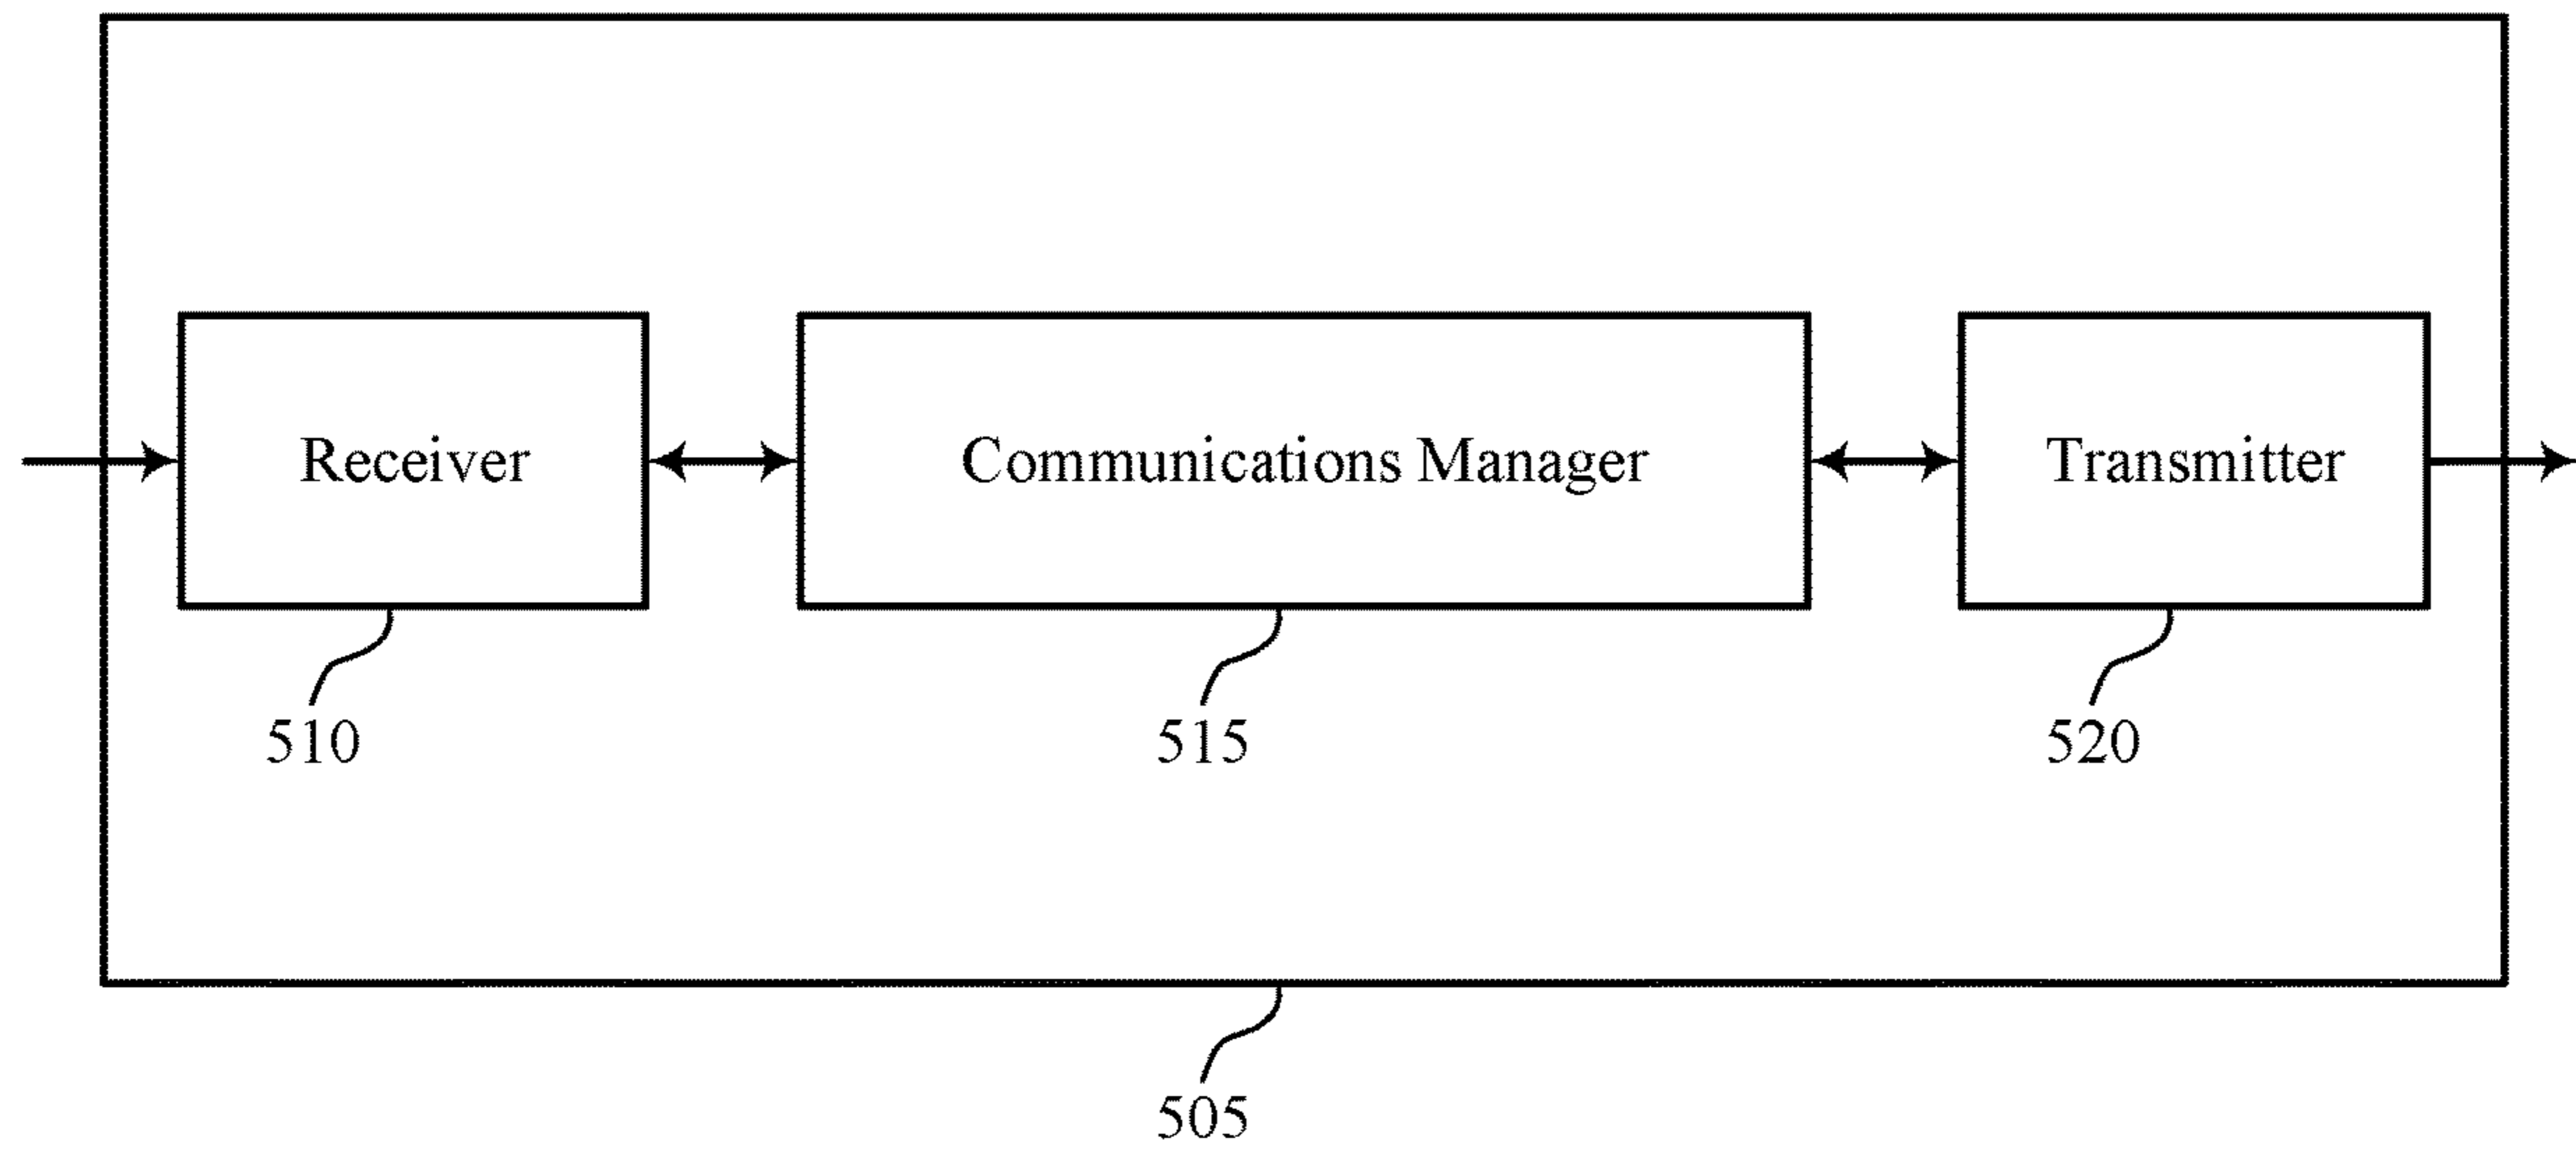 Receiver
Communications Manager
Transmitter
510
515
520
505